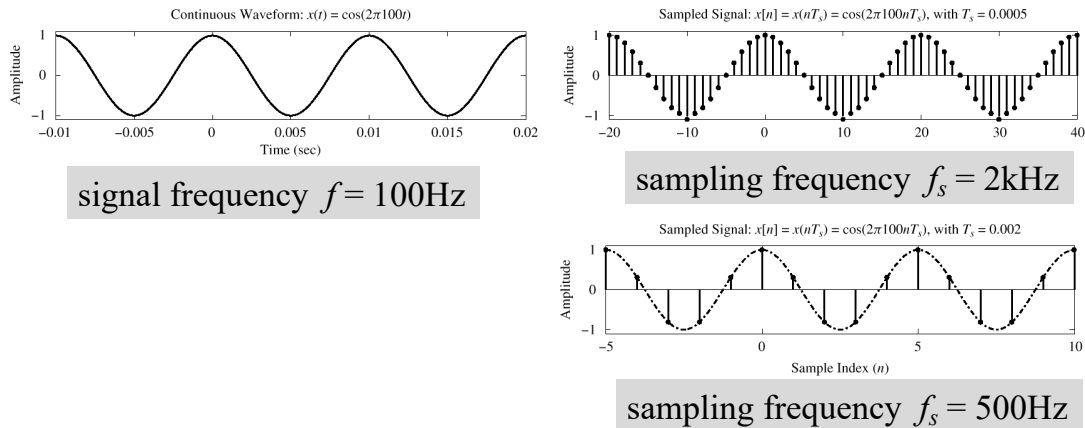 Continuous Waveform: x(t) = cos(2π100t)
Amplitude
1
0
−1
−0.01 −0.005 0 0.005 0.01 0.015 0.02
Time (sec)
signal frequency f = 100Hz
Sampled Signal: x[n] = x(nTₛ) = cos(2π100nTₛ), with Tₛ = 0.0005
Amplitude
1
0
−1
−20 −10 0 10 20 30 40
sampling frequency fₛ = 2kHz
Sampled Signal: x[n] = x(nTₛ) = cos(2π100nTₛ), with Tₛ = 0.002
Amplitude
1
0
−1
−5 0 5 10
Sample Index (n)
sampling frequency fₛ = 500Hz